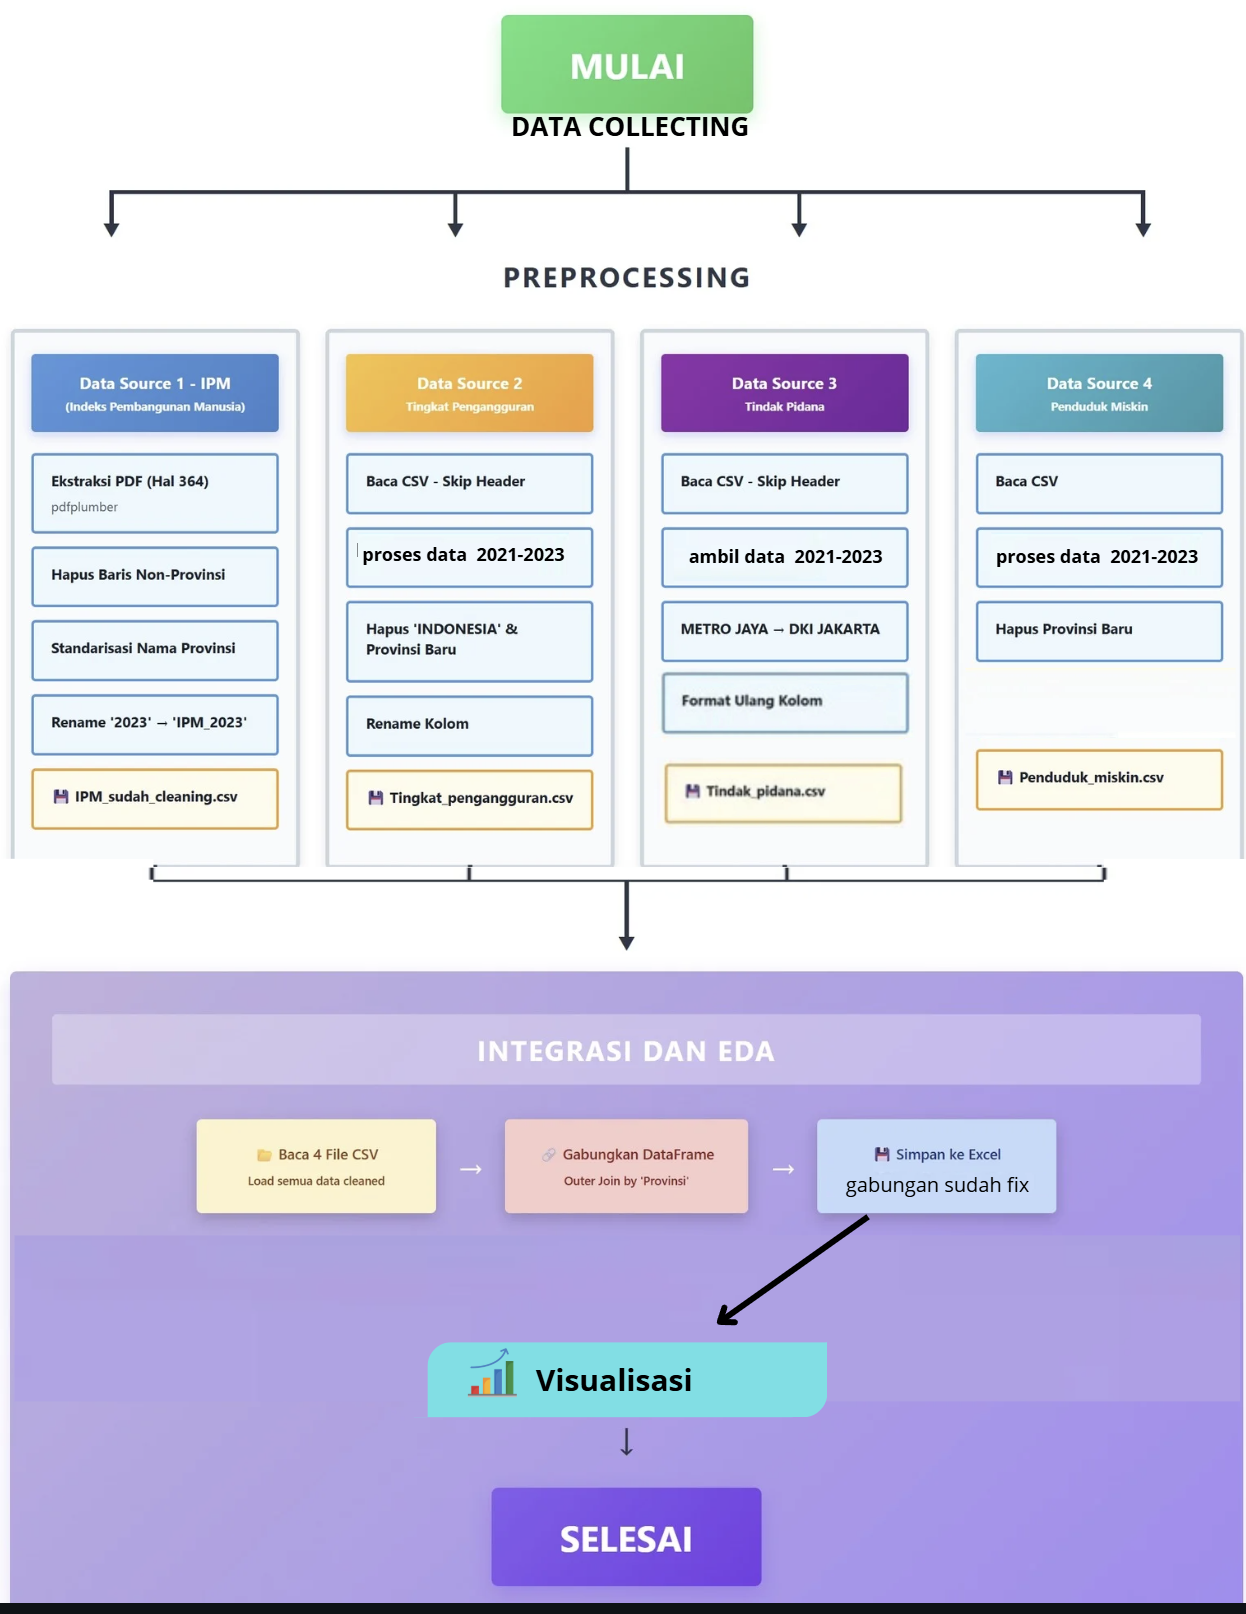 MULAI
DATA COLLECTING
PREPROCESSING
Data Source 1 - IPM
(Indeks Pembangunan Manusia)
Ekstraksi PDF (Hal 364)
pdfplumber
Hapus Baris Non-Provinsi
Standarisasi Nama Provinsi
Rename '2023' → 'IPM_2023'
IPM_sudah_cleaning.csv
Data Source 2
Tingkat Pengangguran
Baca CSV - Skip Header
proses data 2021-2023
Hapus 'INDONESIA' &
Provinsi Baru
Rename Kolom
Tingkat_pengangguran.csv
Data Source 3
Tindak Pidana
Baca CSV - Skip Header
ambil data 2021-2023
METRO JAYA → DKI JAKARTA
Format Ulang Kolom
Tindak_pidana.csv
Data Source 4
Penduduk Miskin
Baca CSV
proses data 2021-2023
Hapus Provinsi Baru
Penduduk_miskin.csv
INTEGRASI DAN EDA
Baca 4 File CSV
Load semua data cleaned
Gabungkan DataFrame
Outer Join by 'Provinsi'
Simpan ke Excel
gabungan sudah fix
Visualisasi
SELESAI